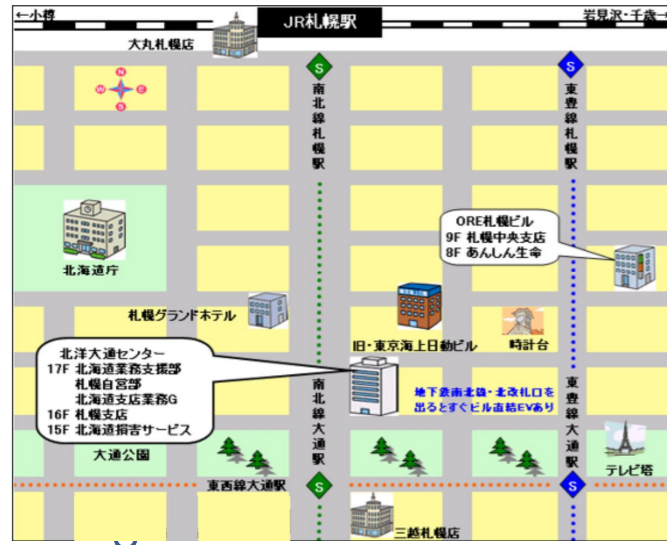 ←小樽
JR札幌駅
岩見沢・千歳→
大丸札幌店
N
W
E
S
S
S
南北線札幌駅
東豊線札幌駅
ORE札幌ビル
9F 札幌中央支店
8F あんしん生命
北海道庁
札幌グランドホテル
旧・東京海上日動ビル
時計台
北洋大通センター
17F 北海道業務支援部
札幌自営部
北海道支店業務G
16F 札幌支店
15F 北海道損害サービス
地下鉄南北線・北改札口を
出るとすぐビル直結EVあり
南北線大通駅
東豊線大通駅
大通公園
テレビ塔
東西線大通駅
S
S
三越札幌店